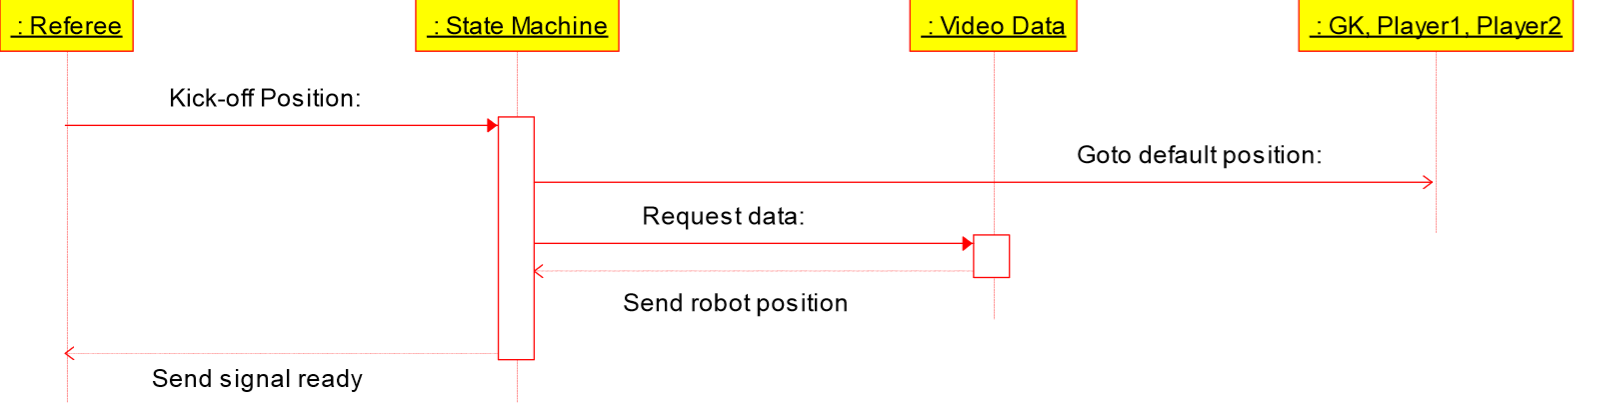 : Referee
: State Machine
: Video Data
: GK, Player1, Player2
Kick-off Position:
Goto default position:
Request data:
Send robot position
Send signal ready